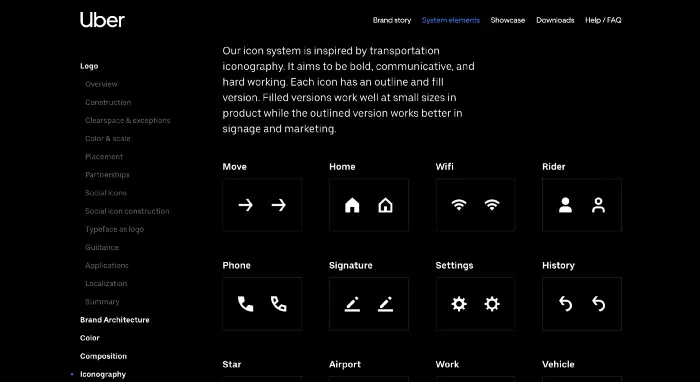 Uber
Brand story System elements Showcase Downloads Help / FAQ
Logo
Overview
Construction
Clearspace & exceptions
Color & scale
Placement
Partnerships
Social icons
Social icon construction
Typeface as logo
Guidance
Applications
Localization
Summary
Brand Architecture
Color
Composition
Iconography
Our icon system is inspired by transportation
iconography. It aims to be bold, communicative, and
hard working. Each icon has an outline and fill
version. Filled versions work well at small sizes in
product while the outlined version works better in
signage and marketing.
Move Home Wifi Rider
Phone Signature Settings History
Star Airport Work Vehicle